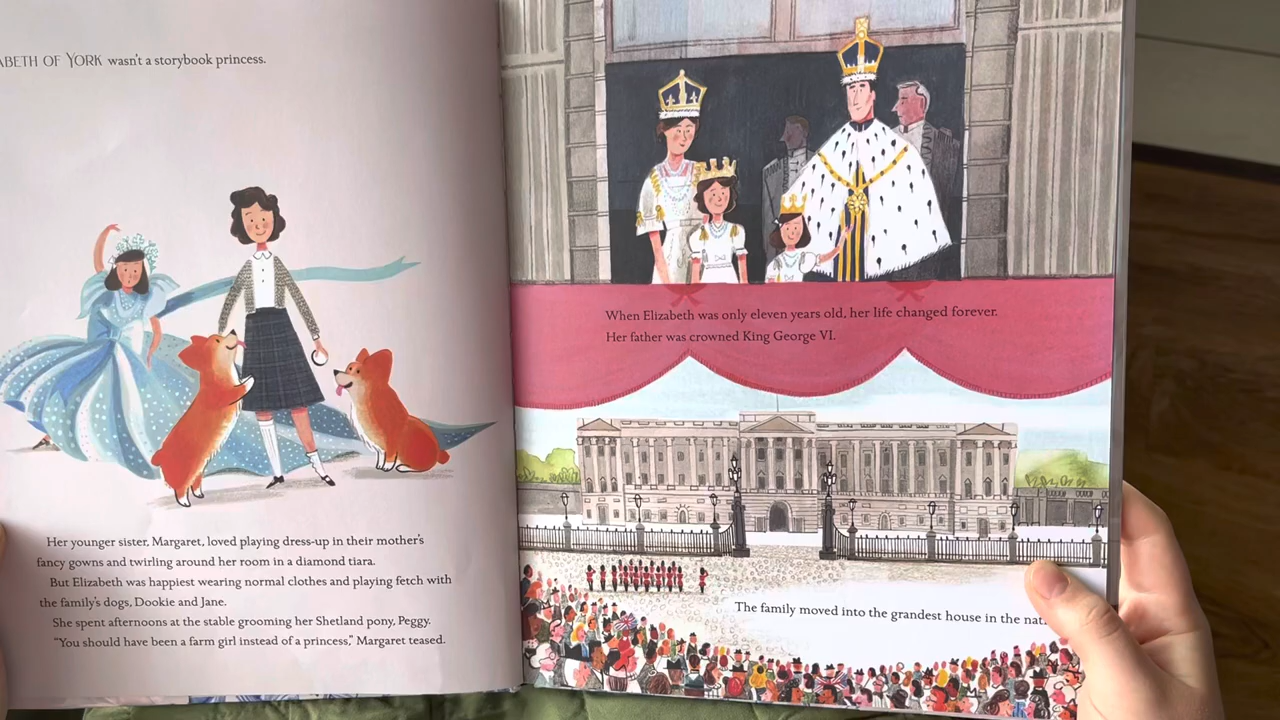 OF YORK wasn't a storybook princess.
Her younger sister, Margaret, loved playing dress-up in their mother's
fancy gowns and twirling around her room in a diamond tiara.
But Elizabeth was happiest wearing normal clothes and playing fetch with
the family's dogs, Dookie and Jane.
She spent afternoons at the stable grooming her Shetland pony, Peggy.
"You should have been a farm girl instead of a princess," Margaret teased.
When Elizabeth was only eleven years old, her life changed forever.
Her father was crowned King George VI.
The family moved into the grandest house in the